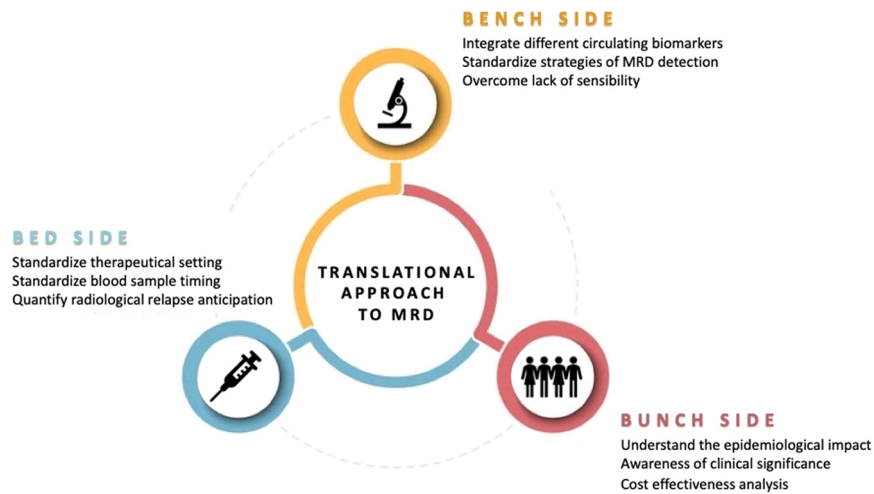 BENCH SIDE
Integrate different circulating biomarkers
Standardize strategies of MRD detection
Overcome lack of sensibility
BED SIDE
Standardize therapeutical setting
Standardize blood sample timing
Quantify radiological relapse anticipation
TRANSLATIONAL
APPROACH
TO MRD
BUNCH SIDE
Understand the epidemiological impact
Awareness of clinical significance
Cost effectiveness analysis